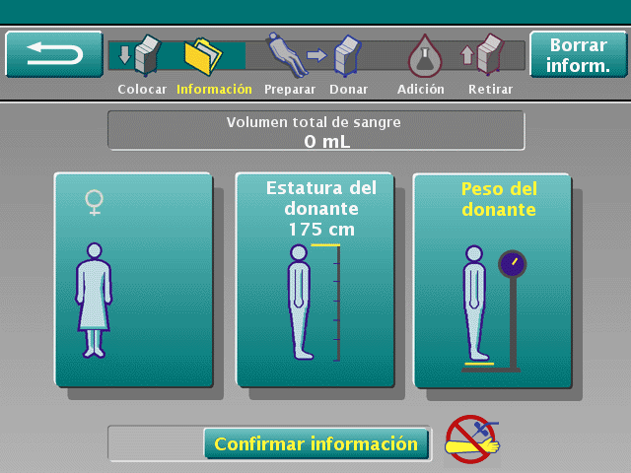 Borrar
inform.
Colocar
Información
Preparar
Donar
Adición
Retirar
Volumen total de sangre
0 mL
Estatura del
donante
175 cm
Peso del
donante
Confirmar información